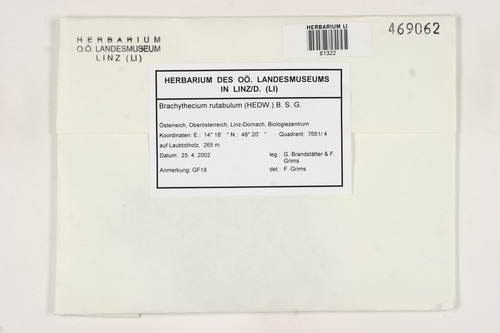 HERBARIUM
O.Ö. LANDESMUSEUM
LINZ (LI)
HERBARIUM LI
81322
469062
HERBARIUM DES OÖ. LANDESMUSEUMS
IN LINZ/D. (LI)
Brachythecium rutabulum (HEDW.) B. S. G.
Österreich, Oberösterreich, Linz-Dornach, Biologiezentrum
Koordinaten: E.: 14° 18' " N.: 48° 20' " Quadrant: 7651/ 4
auf Laubtotholz, 265 m
Datum: 25. 4. 2002 leg.: G. Brandstätter & F. Grims
Anmerkung: GF18 det.: F. Grims